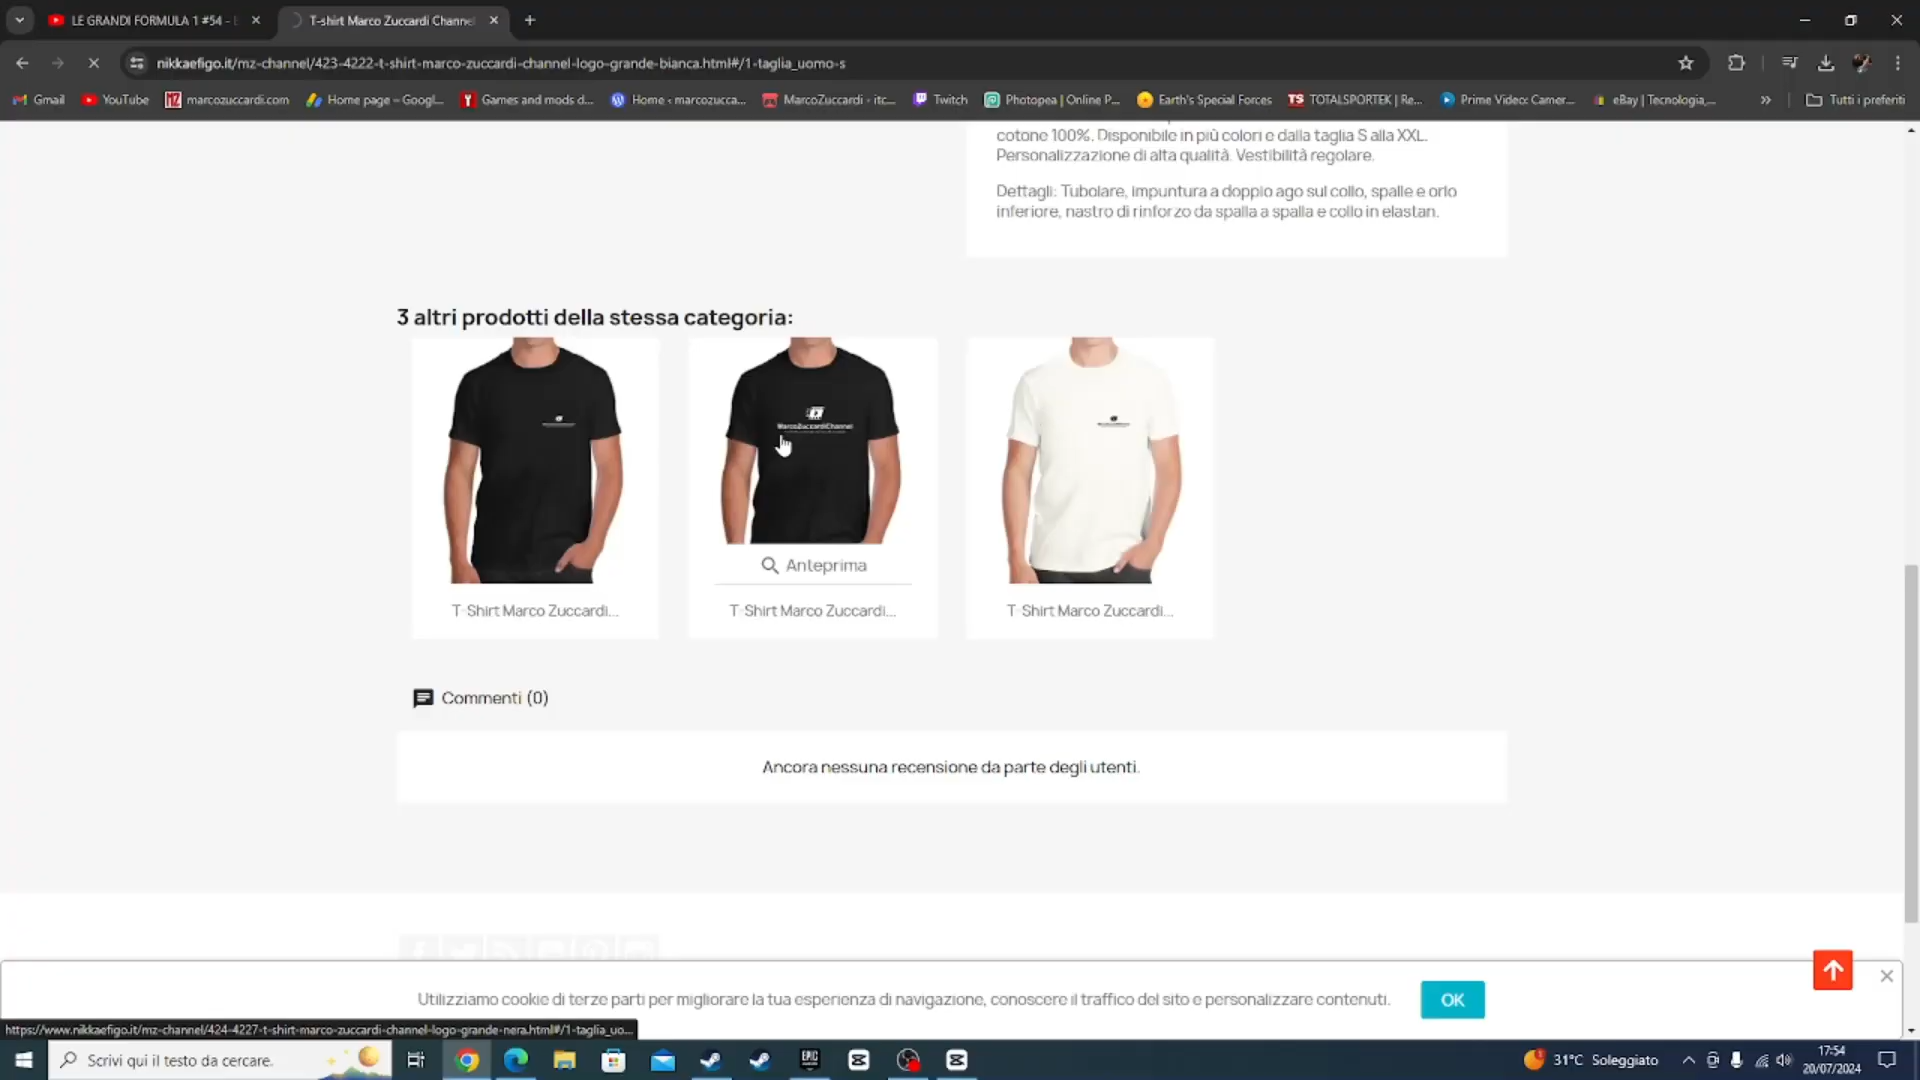 LE GRANDI FORMULA 1 #54 -
T-shirt Marco Zuccardi Channe
nikkaefigo.it/mz-channel/423-4222-t-shirt-marco-zuccardi-channel-logo-grande-bianca.html#/1-taglia_uomo-s
Gmail
YouTube
marcozuccardi.com
Home page – Googl...
Games and mods d...
Home ‹ marcozucca...
MarcoZuccardi - itc...
Twitch
Photopea | Online P...
Earth's Special Forces
TOTALSPORTEK | Re...
Prime Video: Camer...
eBay | Tecnologia,...
»
Tutti i preferiti
cotone 100%. Disponibile in più colori e dalla taglia S alla XXL.
Personalizzazione di alta qualità. Vestibilità regolare.
Dettagli: Tubolare, impuntura a doppio ago sul collo, spalle e orlo
inferiore, nastro di rinforzo da spalla a spalla e collo in elastan.
3 altri prodotti della stessa categoria:
MarcoZuccardiChannel
Anteprima
T-Shirt Marco Zuccardi...
T-Shirt Marco Zuccardi...
T-Shirt Marco Zuccardi...
Commenti (0)
Ancora nessuna recensione da parte degli utenti.
Utilizziamo cookie di terze parti per migliorare la tua esperienza di navigazione, conoscere il traffico del sito e personalizzare contenuti.
OK
https://www.nikkaefigo.it/mz-channel/424-4227-t-shirt-marco-zuccardi-channel-logo-grande-nera.html#/1-taglia_uo...
Scrivi qui il testo da cercare.
EPIC
31°C Soleggiato
17:54
20/07/2024